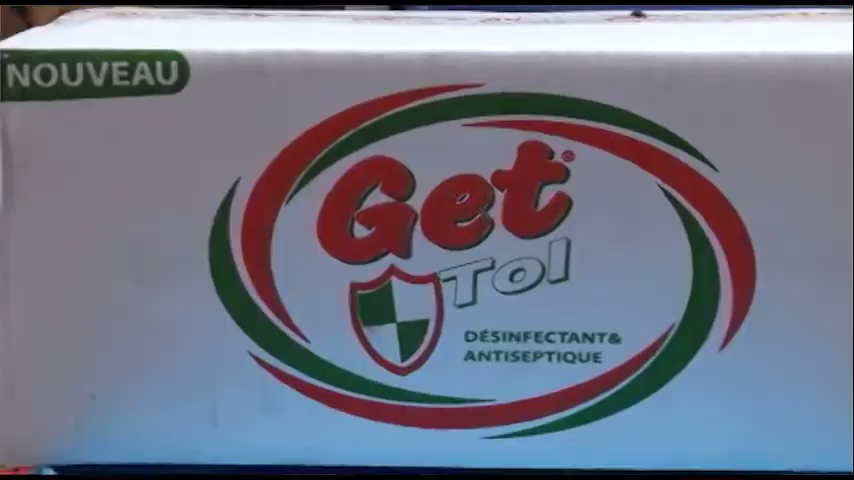 NOUVEAU
Get®
Tol
DÉSINFECTANT&
ANTISEPTIQUE